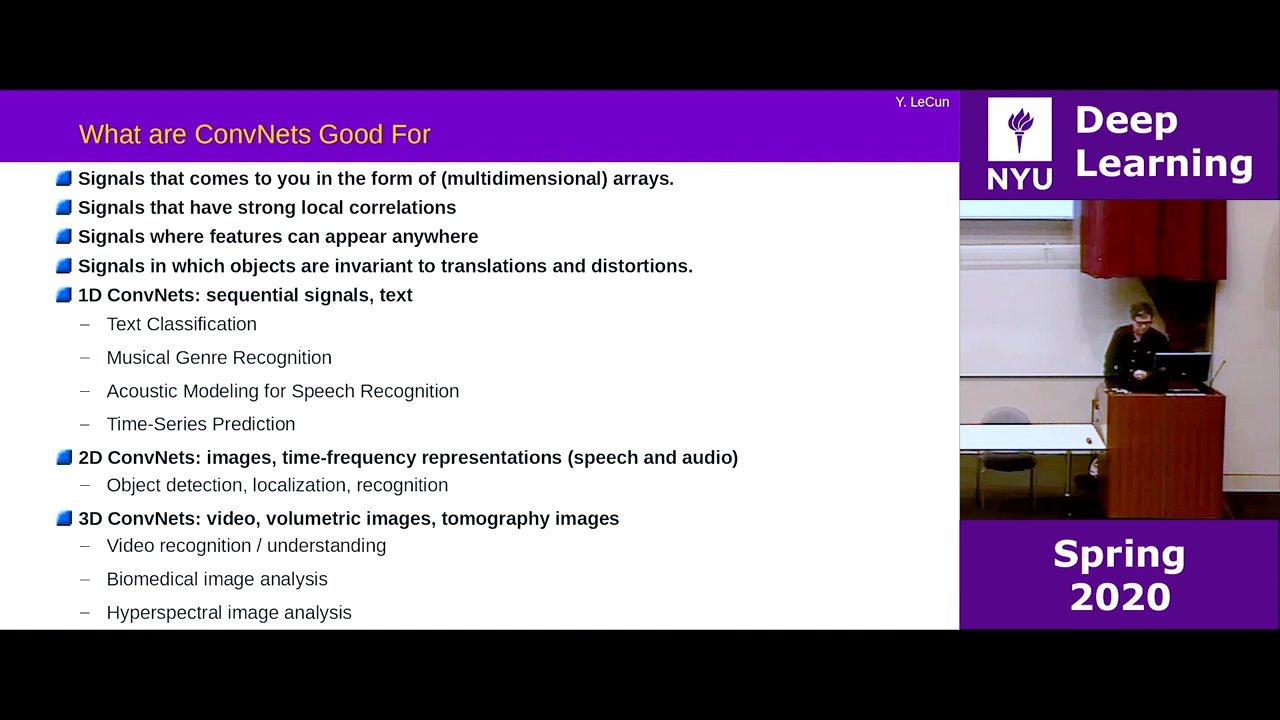 Y. LeCun
What are ConvNets Good For
Signals that comes to you in the form of (multidimensional) arrays.
Signals that have strong local correlations
Signals where features can appear anywhere
Signals in which objects are invariant to translations and distortions.
1D ConvNets: sequential signals, text
– Text Classification
– Musical Genre Recognition
– Acoustic Modeling for Speech Recognition
– Time-Series Prediction
2D ConvNets: images, time-frequency representations (speech and audio)
– Object detection, localization, recognition
3D ConvNets: video, volumetric images, tomography images
– Video recognition / understanding
– Biomedical image analysis
– Hyperspectral image analysis
NYU
Deep
Learning
Spring
2020